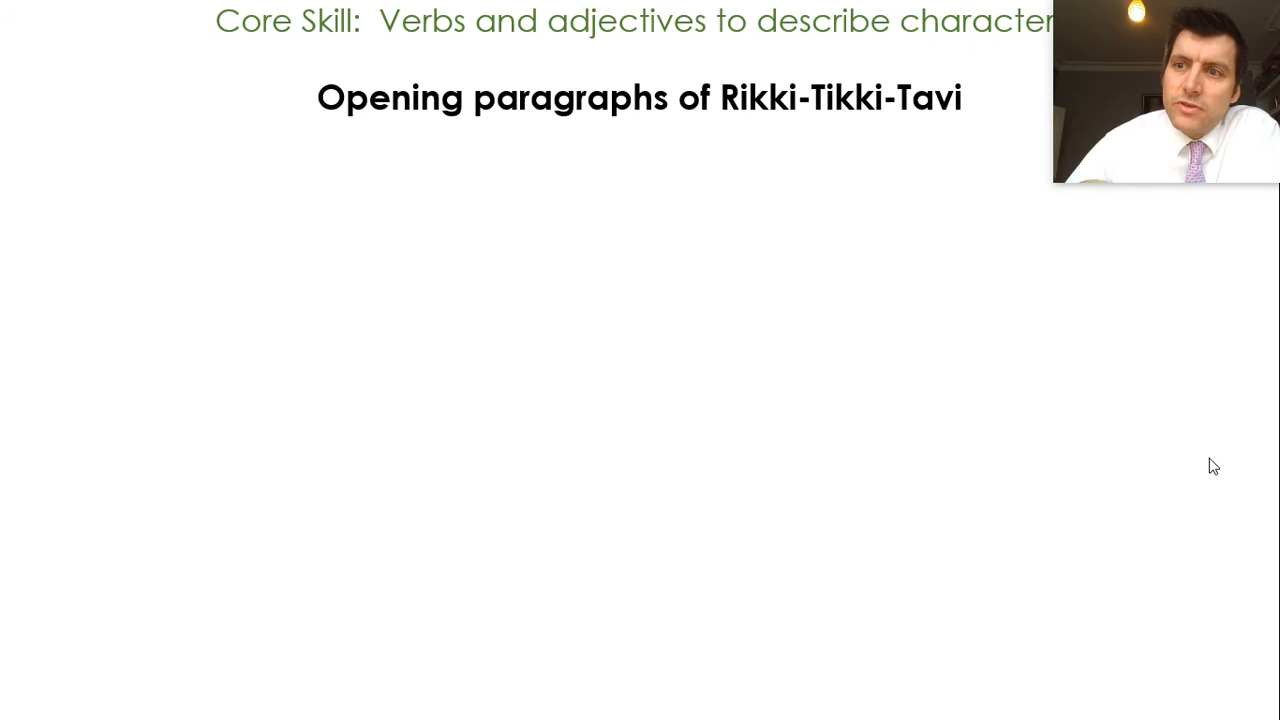 Core Skill: Verbs and adjectives to describe character
Opening paragraphs of Rikki-Tikki-Tavi